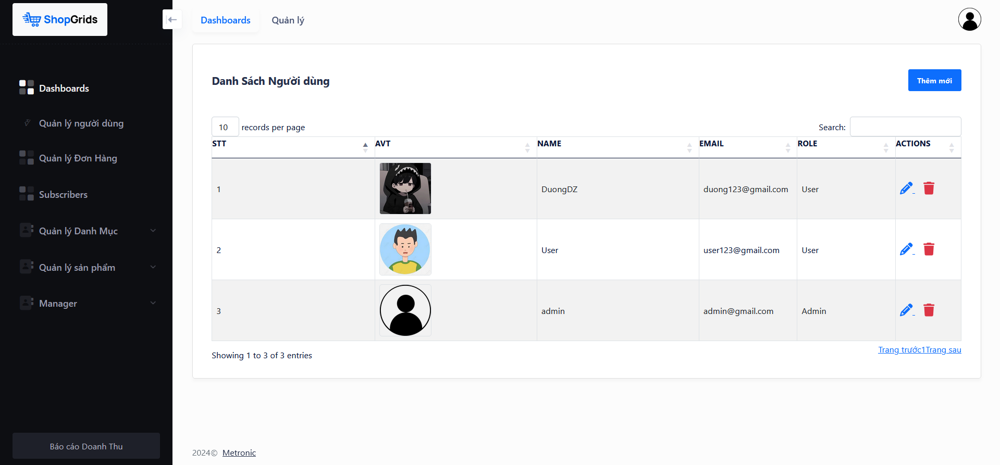 ShopGrids
Dashboards
Quản lý người dùng
Quản lý Đơn Hàng
Subscribers
Quản lý Danh Mục
Quản lý sản phẩm
Manager
Báo cáo Doanh Thu
Dashboards Quản lý
Danh Sách Người dùng
Thêm mới
10 records per page
Search:
STT AVT NAME EMAIL ROLE ACTIONS
1 DuongDZ duong123@gmail.com User
2 User user123@gmail.com User
3 admin admin@gmail.com Admin
Showing 1 to 3 of 3 entries
Trang trước1Trang sau
2024© Metronic